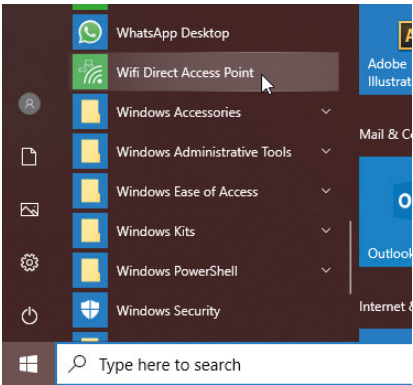 WhatsApp Desktop
Wifi Direct Access Point
Windows Accessories
Windows Administrative Tools
Windows Ease of Access
Windows Kits
Windows PowerShell
Windows Security
Adobe
Illustrat
Mail & C
Outlook
Internet &
Type here to search